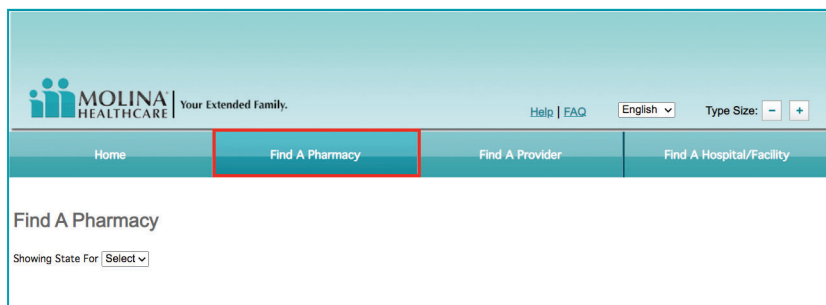 MOLINA HEALTHCARE Your Extended Family.
Help | FAQ English Type Size: - +
Home Find A Pharmacy Find A Provider Find A Hospital/Facility
Find A Pharmacy
Showing State For Select